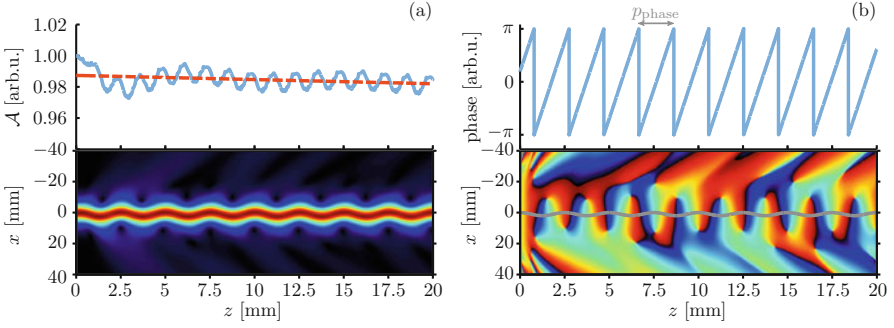 (a)
1.02
1.00
0.98
0.96
𝒜 [arb.u.]
−40
−20
0
20
40
x [mm]
0 2.5 5 7.5 10 12.5 15 17.5 20
z [mm]
(b)
p_phase
π
0
−π
phase [arb.u.]
−40
−20
0
20
40
x [mm]
0 2.5 5 7.5 10 12.5 15 17.5 20
z [mm]